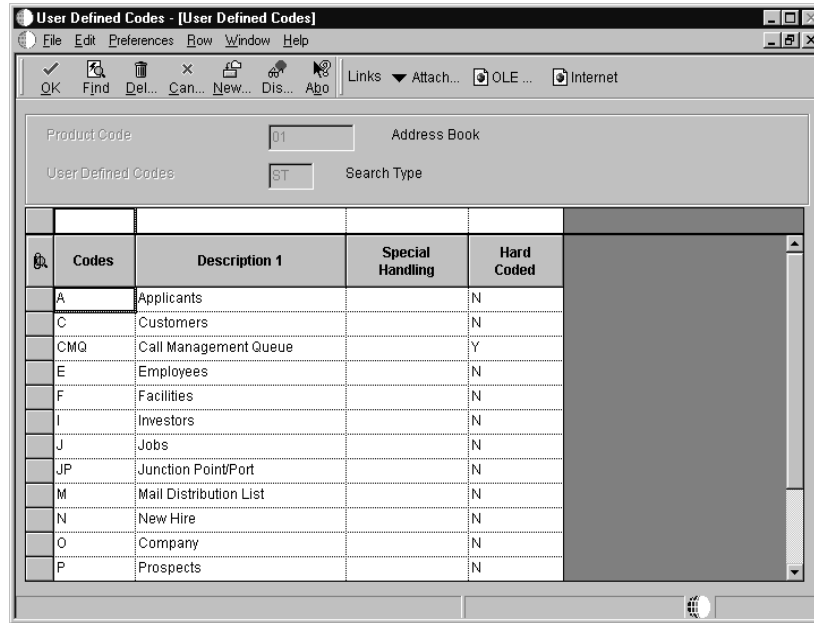 User Defined Codes - [User Defined Codes]
File Edit Preferences Row Window Help
OK Find Del... Can... New... Dis... Abo Links Attach... OLE ... Internet
Product Code 01 Address Book
User Defined Codes ST Search Type
Codes Description 1 Special Handling Hard Coded
A Applicants N
C Customers N
CMQ Call Management Queue Y
E Employees N
F Facilities N
I Investors N
J Jobs N
JP Junction Point/Port N
M Mail Distribution List N
N New Hire N
O Company N
P Prospects N